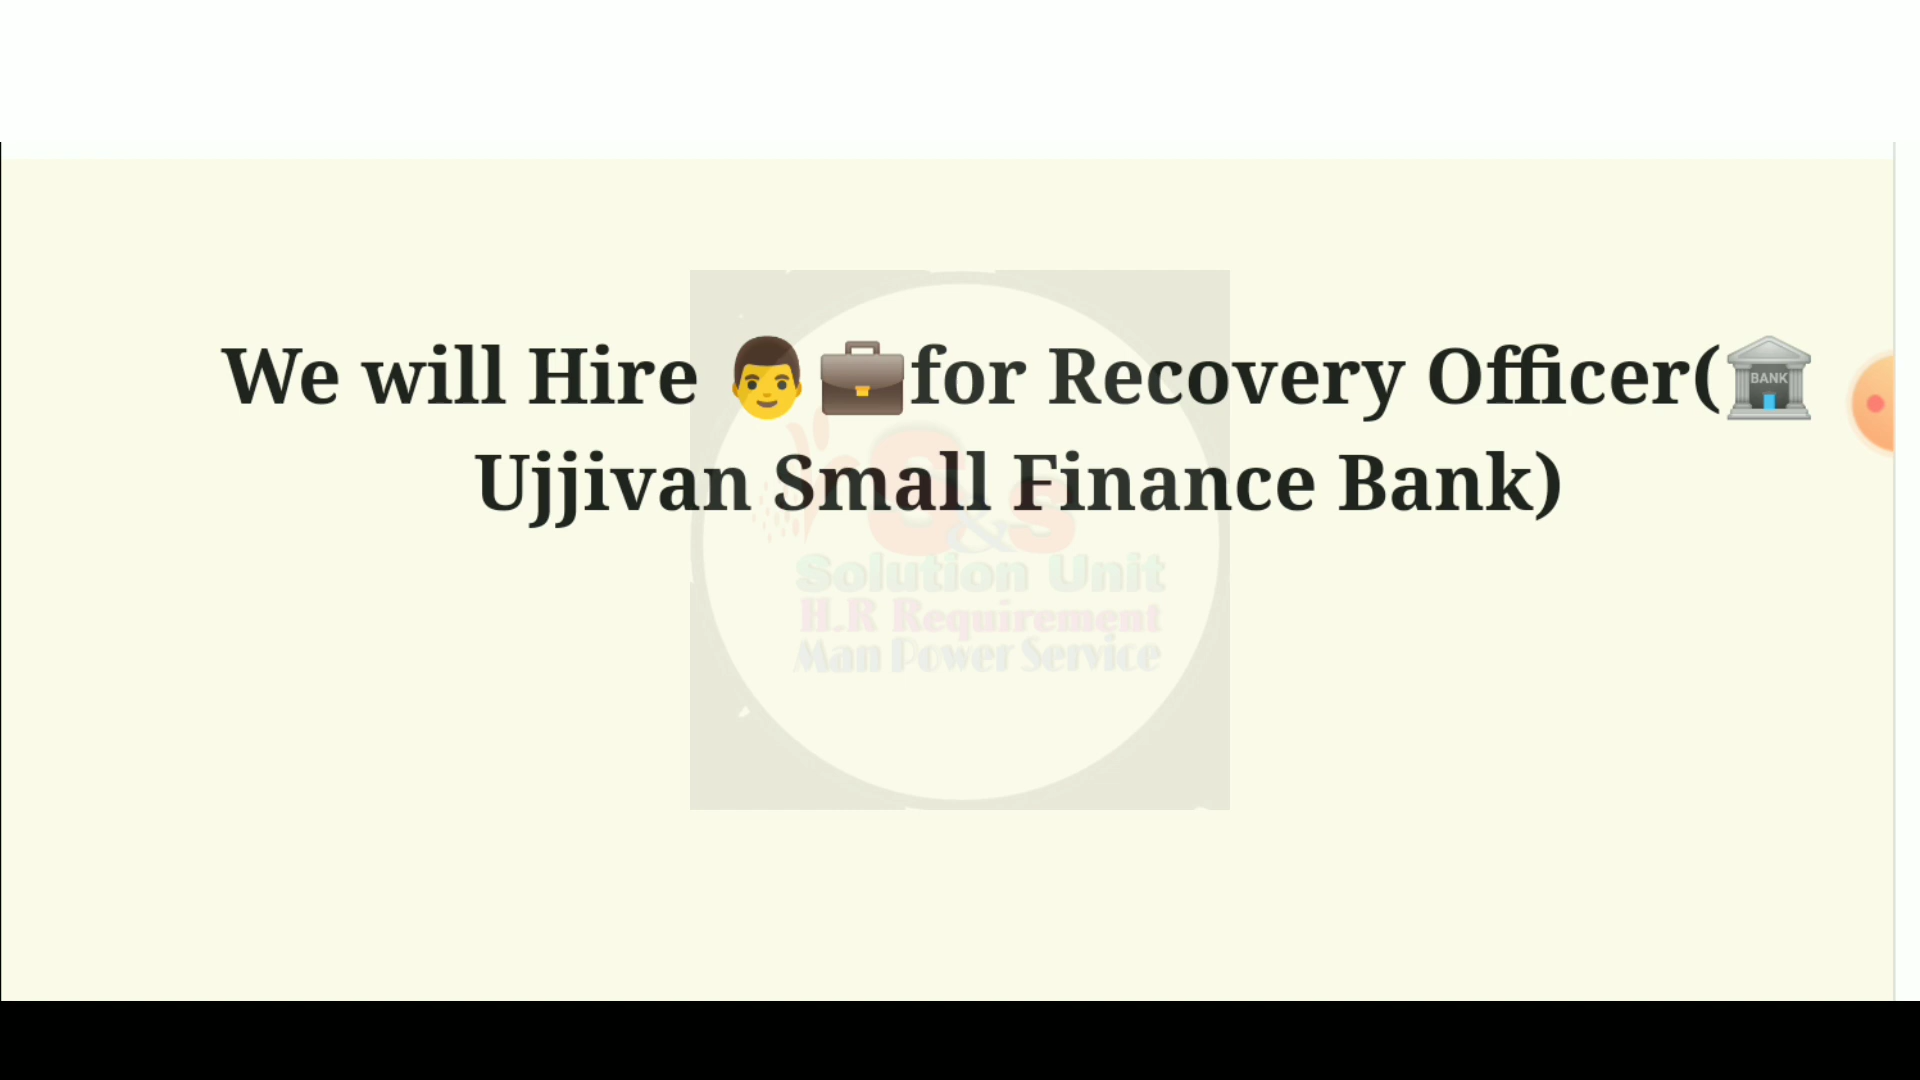 We will Hire 👨💼for Recovery Officer(🏦
Ujjivan Small Finance Bank)
&s
Solution Unit
H.R Requirement
Man Power Service